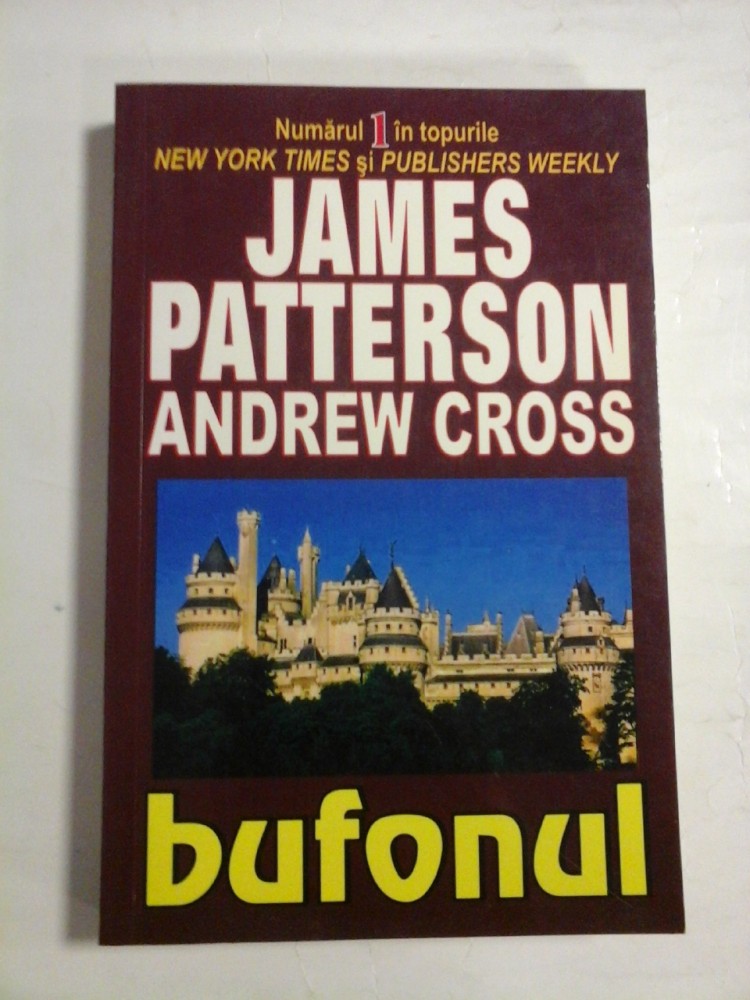 Numărul 1 în topurile
NEW YORK TIMES şi PUBLISHERS WEEKLY
JAMES
PATTERSON
ANDREW CROSS
bufonul